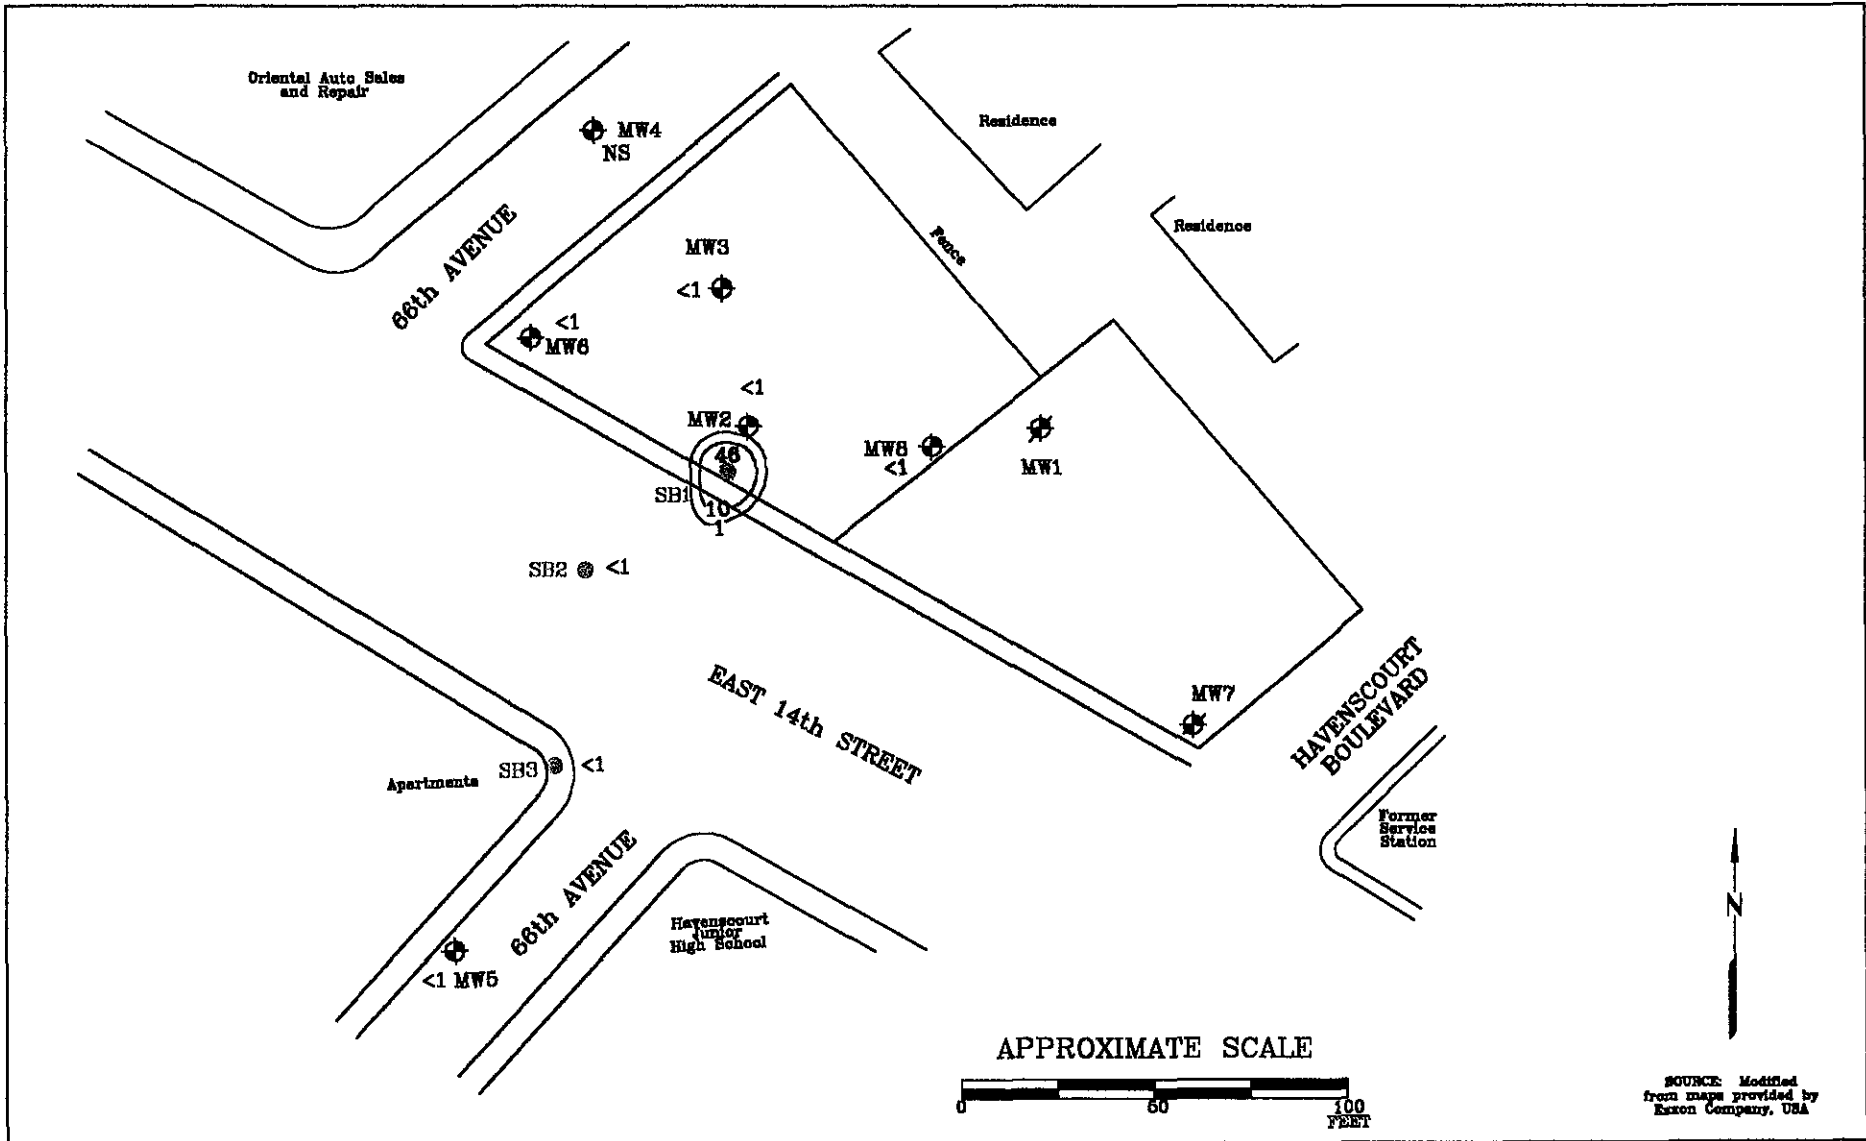 Oriental Auto Sales
and Repair
MW4
NS
Residence
Residence
66th AVENUE
Fence
MW3
<1
<1
MW6
<1
MW2
46
SB1
10
1
MW8
<1
MW1
SB2
<1
EAST 14th STREET
MW7
HAVENSCOURT
BOULEVARD
SB3
<1
Apartments
Former
Service
Station
66th AVENUE
Havenscourt
Junior
High School
<1 MW5
N
APPROXIMATE SCALE
0 50 100
FEET
SOURCE: Modified
from maps provided by
Exxon Company, USA